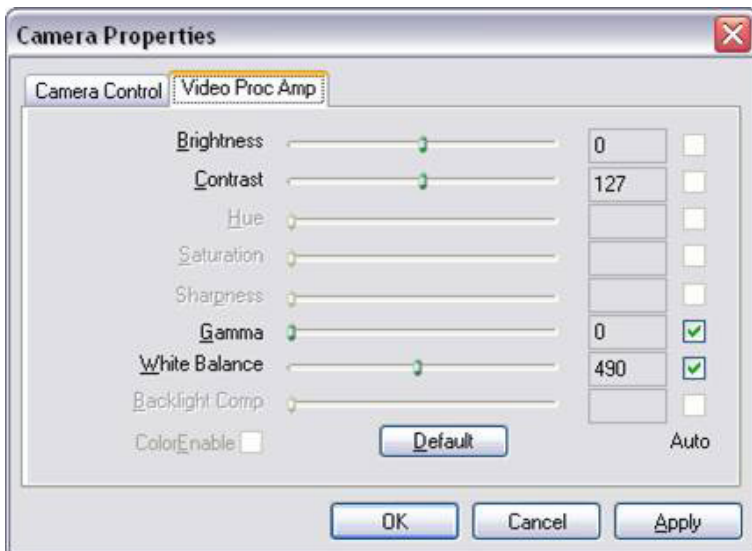 Camera Properties
Camera Control Video Proc Amp
Brightness 0
Contrast 127
Hue
Saturation
Sharpness
Gamma 0
White Balance 490
Backlight Comp
ColorEnable Default Auto
OK Cancel Apply